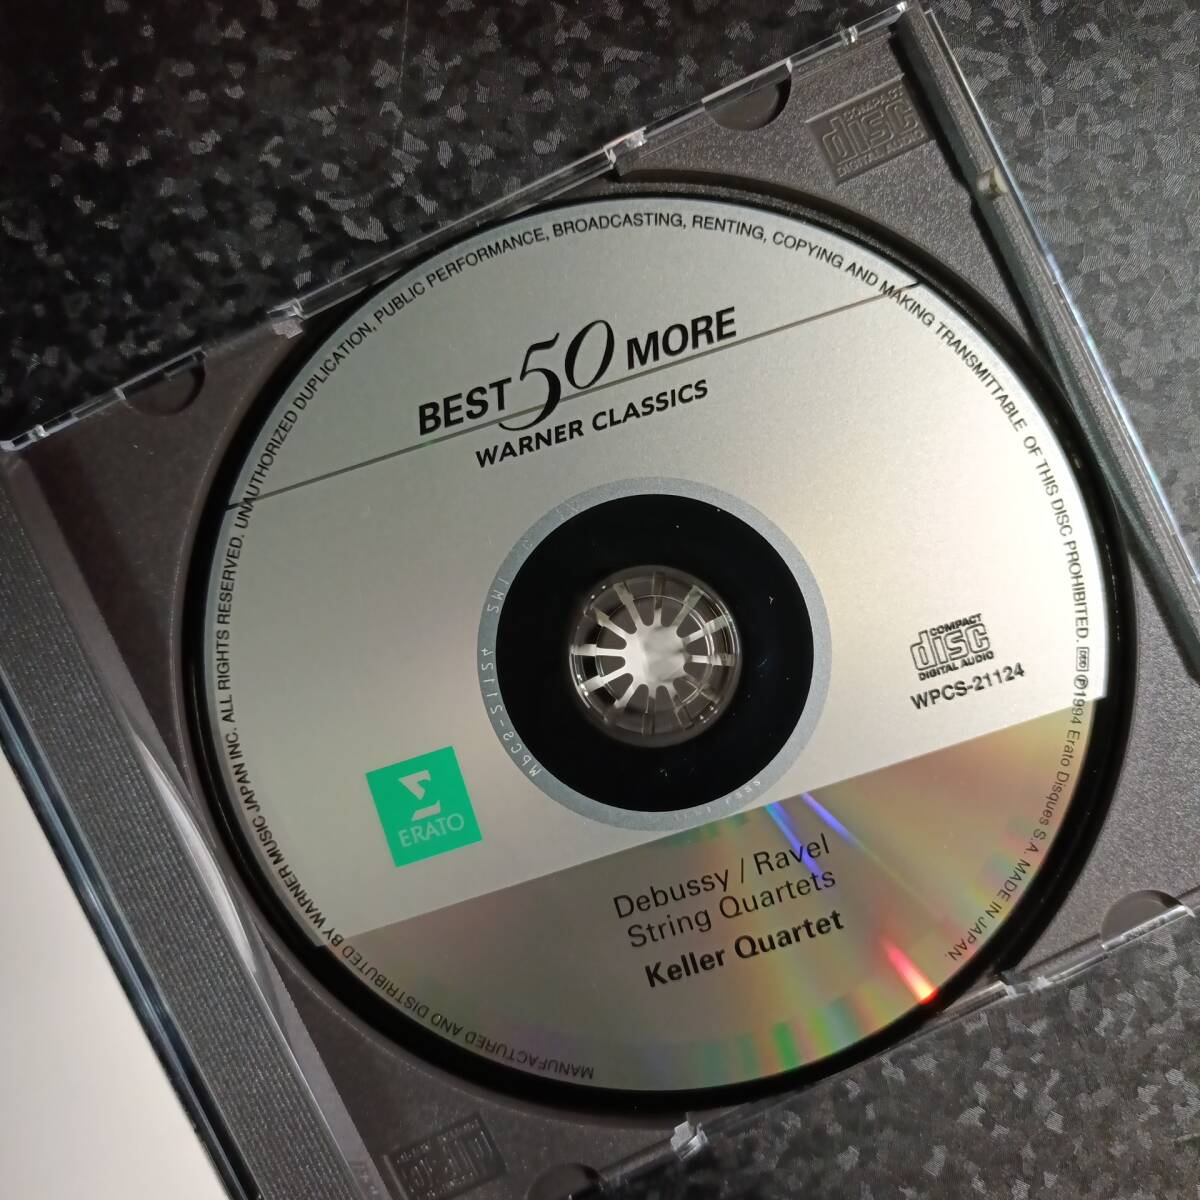 BEST 50 MORE
WARNER CLASSICS
COMPACT
disc
DIGITAL AUDIO
WPCS-21124
Σ
ERATO
Debussy / Ravel
String Quartets
Keller Quartet
MANUFACTURED AND DISTRIBUTED BY WARNER MUSIC JAPAN INC. ALL RIGHTS RESERVED. UNAUTHORIZED DUPLICATION, PUBLIC PERFORMANCE, BROADCASTING, RENTING, COPYING AND MAKING TRANSMITTABLE OF THIS DISC PROHIBITED. ℗1994 Erato Disques S.A. MADE IN JAPAN.
COMPACT
disc
DIGITAL AUDIO